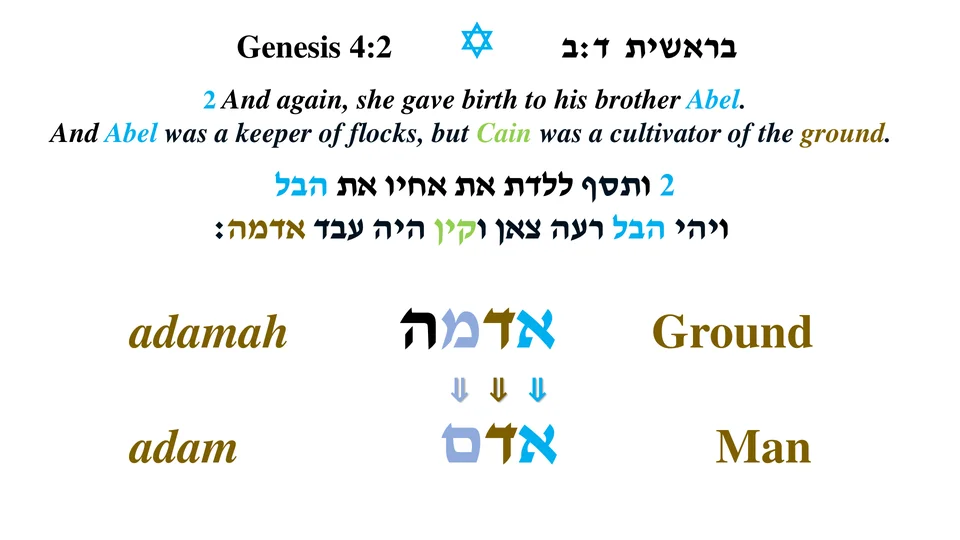 Genesis 4:2 ✡ בראשית ד:ב
2 And again, she gave birth to his brother Abel.
And Abel was a keeper of flocks, but Cain was a cultivator of the ground.
2 ותסף ללדת את אחיו את הבל
ויהי הבל רעה צאן וקין היה עבד אדמה:
adamah אדמה Ground
⇓ ⇓ ⇓
adam אדם Man